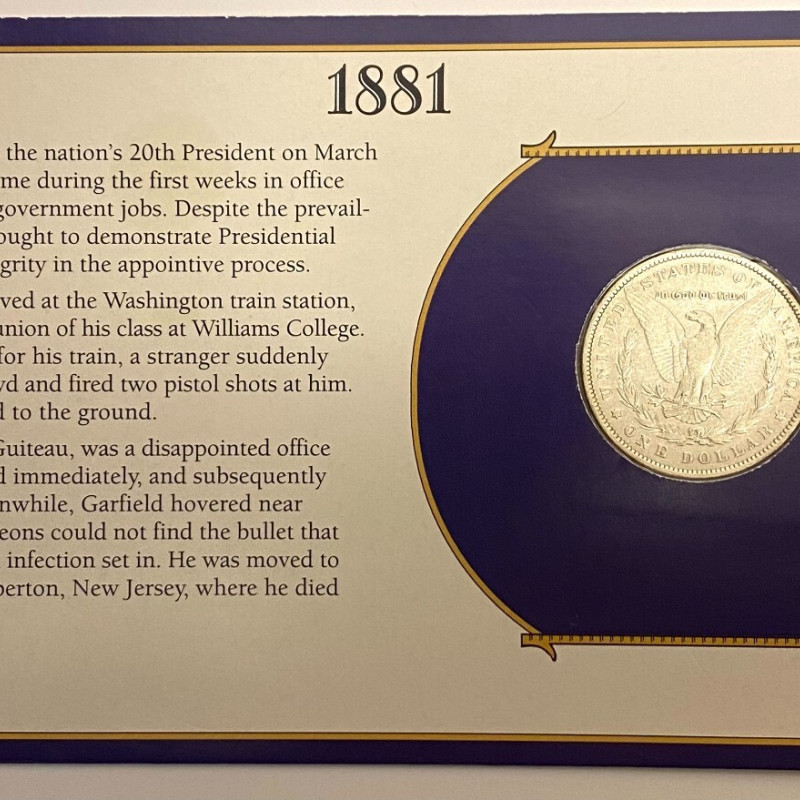 1881
the nation's 20th President on March
me during the first weeks in office
government jobs. Despite the prevail-
ought to demonstrate Presidential
grity in the appointive process.
ved at the Washington train station,
union of his class at Williams College.
for his train, a stranger suddenly
wd and fired two pistol shots at him.
d to the ground.
Guiteau, was a disappointed office
d immediately, and subsequently
nwhile, Garfield hovered near
eons could not find the bullet that
infection set in. He was moved to
perton, New Jersey, where he died
UNITED STATES OF AMERICA
In God We Trust
ONE DOLLAR